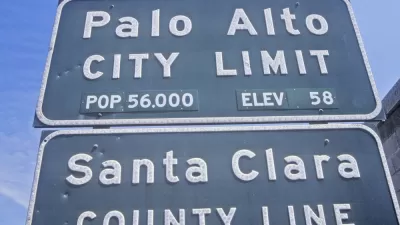 Palo Alto
CITY LIMIT
POP 56.000 ELEV 58
Santa Clara
COUNTY LINE